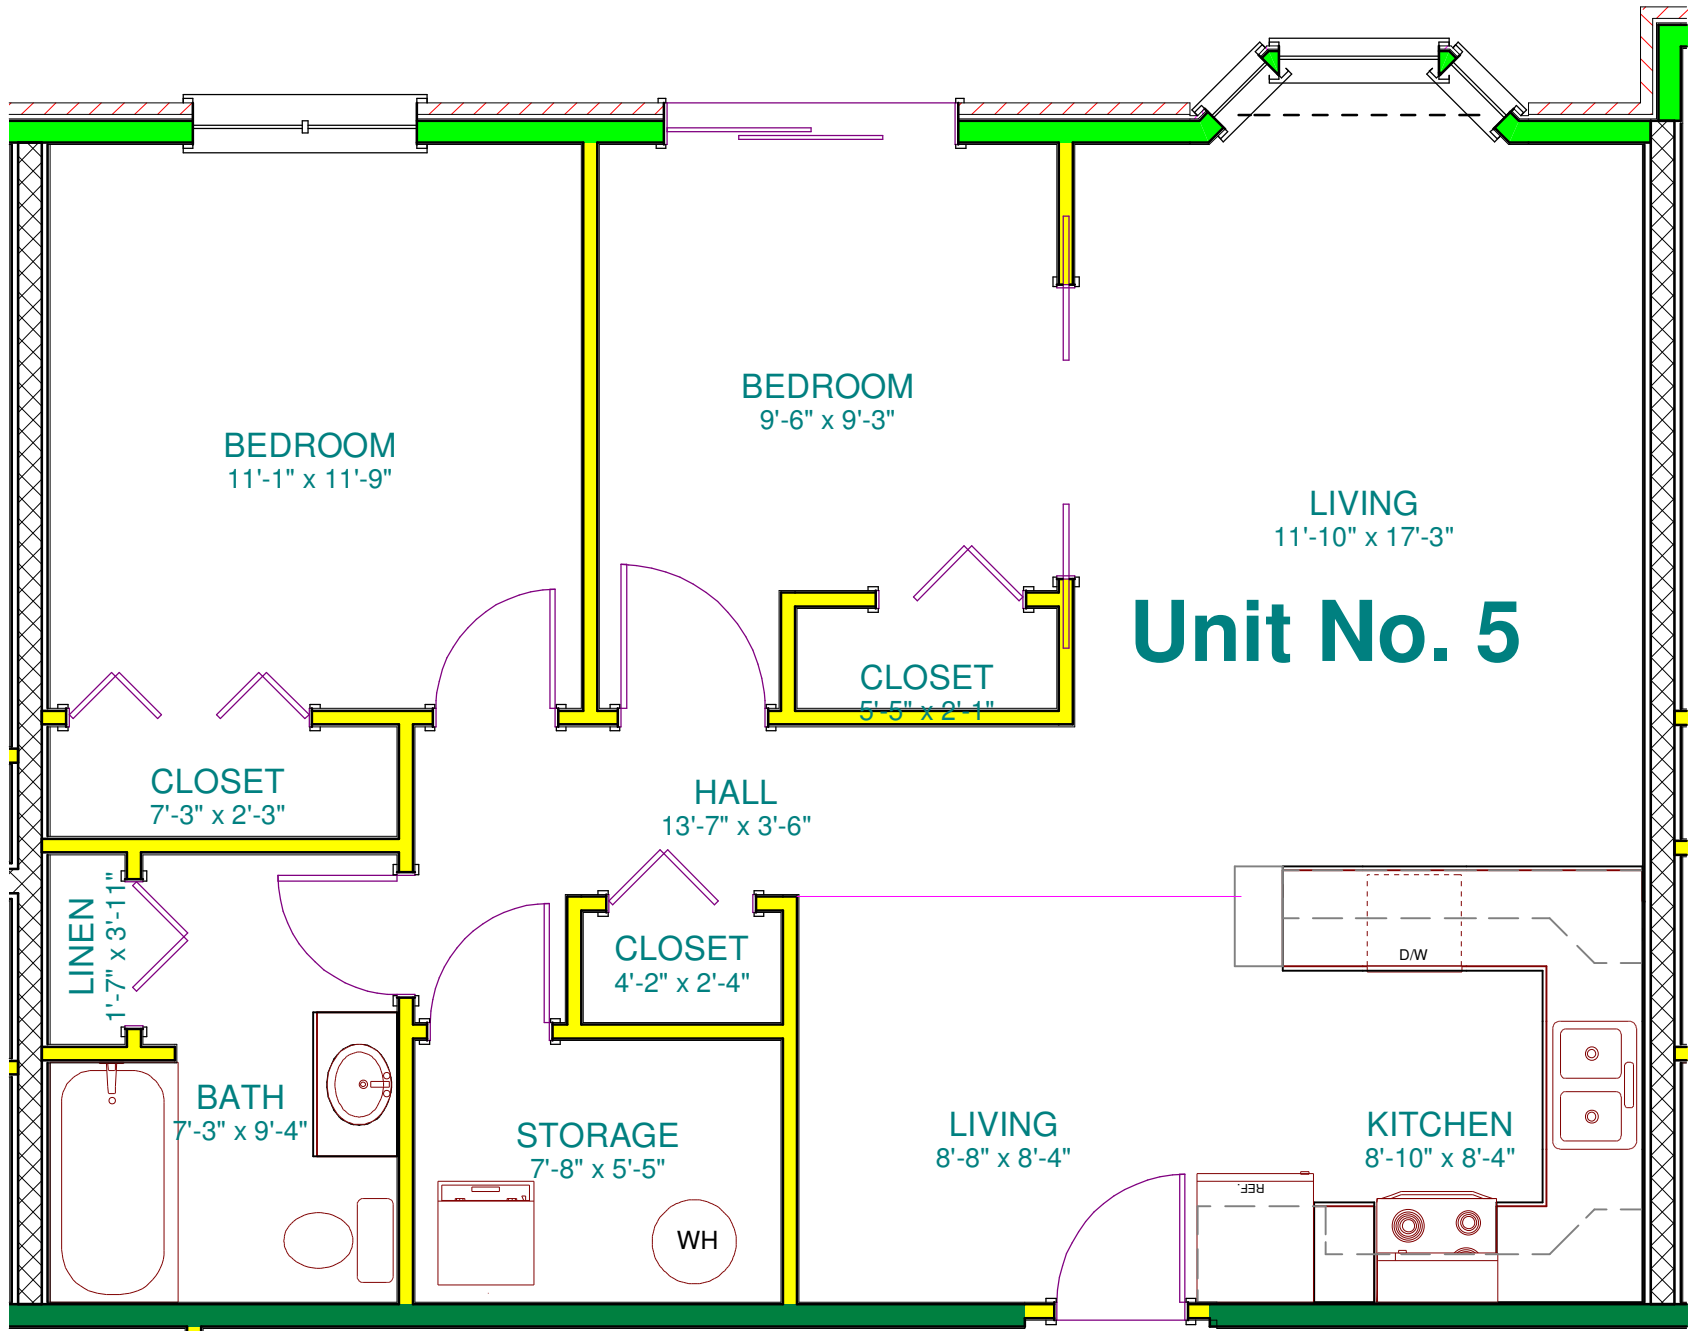 BEDROOM
11'-1" x 11'-9"
BEDROOM
9'-6" x 9'-3"
LIVING
11'-10" x 17'-3"
Unit No. 5
CLOSET
5'-5" x 2'-1"
CLOSET
7'-3" x 2'-3"
HALL
13'-7" x 3'-6"
LINEN
1'-7" x 3'-11"
CLOSET
4'-2" x 2'-4"
D/W
BATH
7'-3" x 9'-4"
STORAGE
7'-8" x 5'-5"
LIVING
8'-8" x 8'-4"
KITCHEN
8'-10" x 8'-4"
REF.
WH